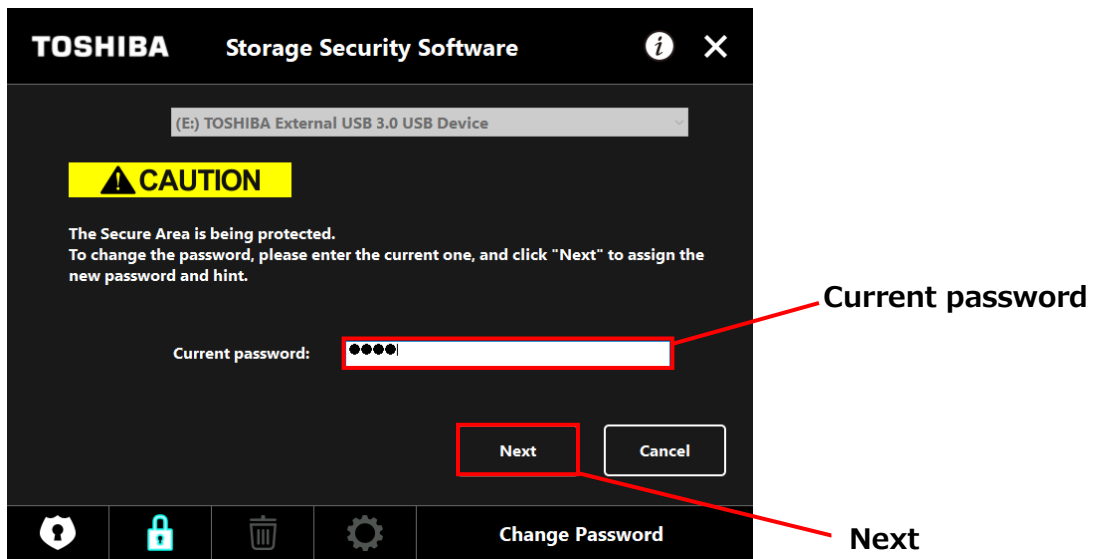 TOSHIBA Storage Security Software
(E:) TOSHIBA External USB 3.0 USB Device
CAUTION
The Secure Area is being protected.
To change the password, please enter the current one, and click "Next" to assign the
new password and hint.
Current password
Current password: ●●●●
Next Cancel
Change Password
Next